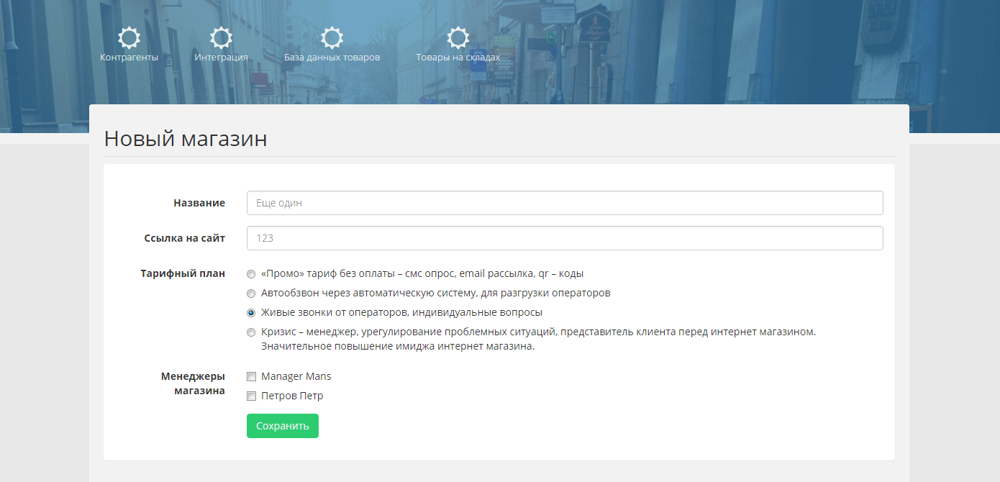 Контрагенты
Интеграция
База данных товаров
Товары на складах
Новый магазин
Название
Еще один
Ссылка на сайт
123
Тарифный план
«Промо» тариф без оплаты – смс опрос, email рассылка, qr – коды
Автообзвон через автоматическую систему, для разгрузки операторов
Живые звонки от операторов, индивидуальные вопросы
Кризис – менеджер, урегулирование проблемных ситуаций, представитель клиента перед интернет магазином.
Значительное повышение имиджа интернет магазина.
Менеджеры
магазина
Manager Mans
Петров Петр
Сохранить